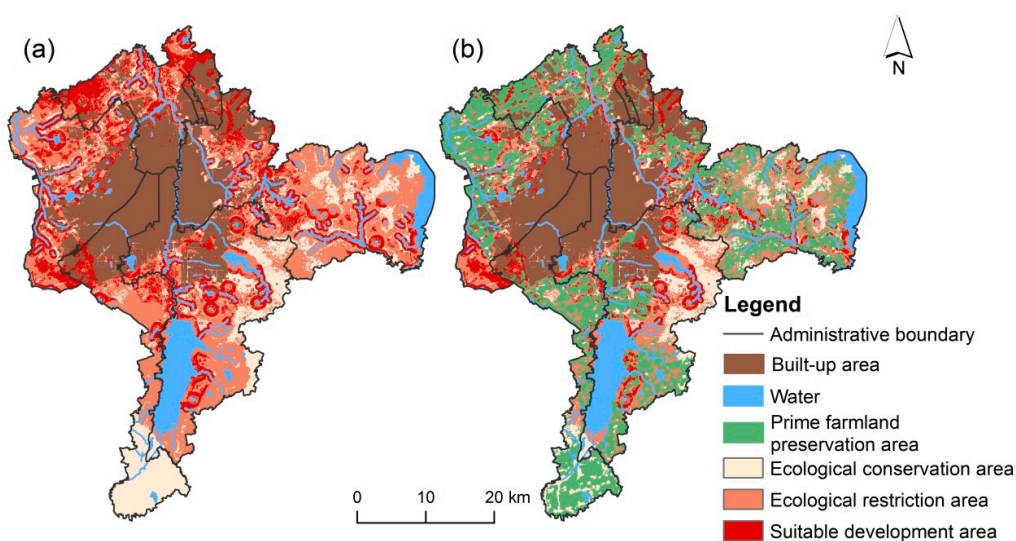 (a)
(b)
N
Legend
Administrative boundary
Built-up area
Water
Prime farmland
preservation area
Ecological conservation area
Ecological restriction area
Suitable development area
0 10 20 km